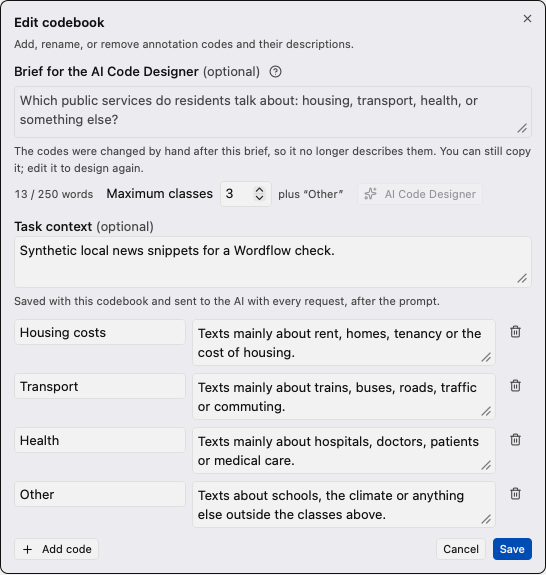 Edit codebook
Add, rename, or remove annotation codes and their descriptions.
Brief for the AI Code Designer (optional)
Which public services do residents talk about: housing, transport, health, or
something else?
The codes were changed by hand after this brief, so it no longer describes them. You can still copy
it; edit it to design again.
13 / 250 words Maximum classes 3 plus “Other” AI Code Designer
Task context (optional)
Synthetic local news snippets for a Wordflow check.
Saved with this codebook and sent to the AI with every request, after the prompt.
Housing costs
Texts mainly about rent, homes, tenancy or the
cost of housing.
Transport
Texts mainly about trains, buses, roads, traffic
or commuting.
Health
Texts mainly about hospitals, doctors, patients
or medical care.
Other
Texts about schools, the climate or anything
else outside the classes above.
+ Add code Cancel Save